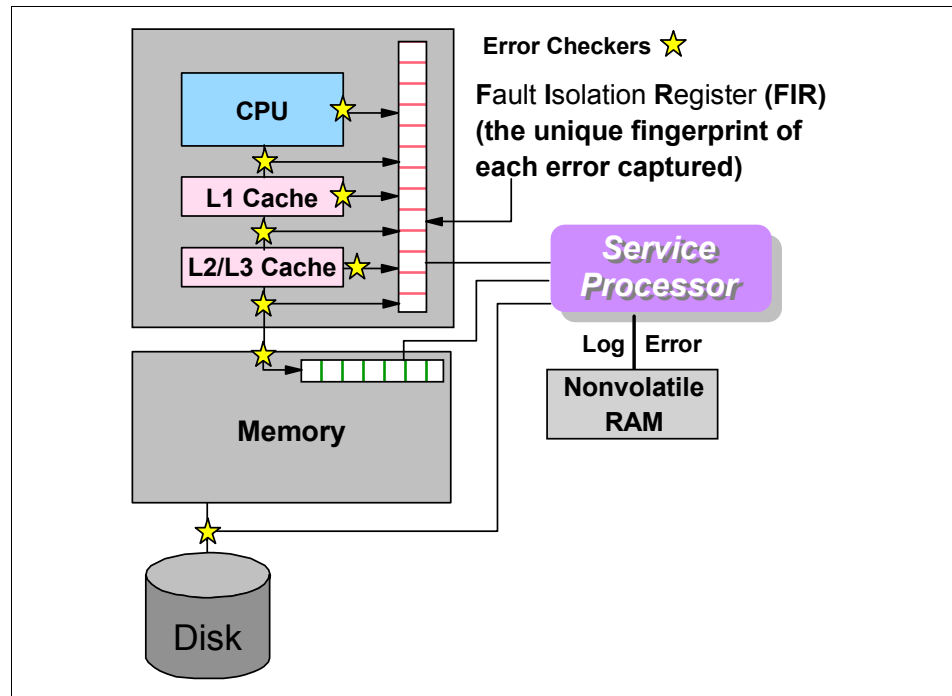 Error Checkers
Fault Isolation Register (FIR)
(the unique fingerprint of
each error captured)
CPU
L1 Cache
L2/L3 Cache
Service
Processor
Log Error
Nonvolatile
RAM
Memory
Disk